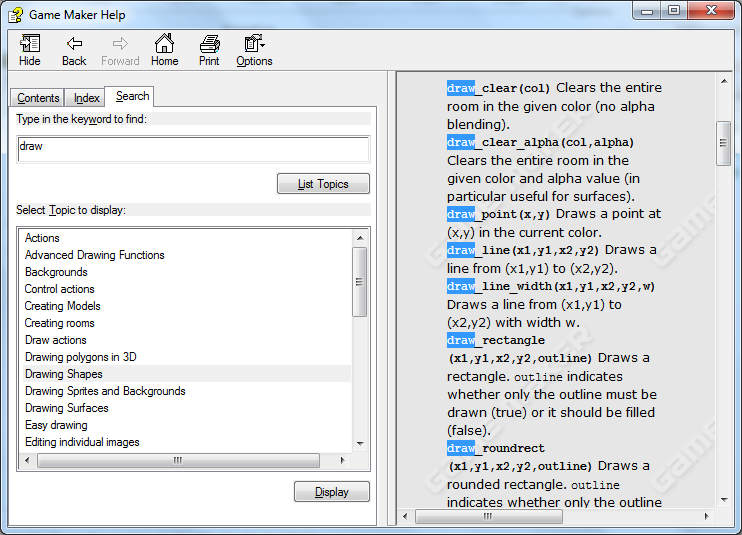 Game Maker Help
Hide Back Forward Home Print Options
Contents Index Search
Type in the keyword to find:
draw
List Topics
Select Topic to display:
Actions
Advanced Drawing Functions
Backgrounds
Control actions
Creating Models
Creating rooms
Draw actions
Drawing polygons in 3D
Drawing Shapes
Drawing Sprites and Backgrounds
Drawing Surfaces
Easy drawing
Editing individual images
Display
draw_clear(col) Clears the entire
room in the given color (no alpha
blending).
draw_clear_alpha(col,alpha)
Clears the entire room in the
given color and alpha value (in
particular useful for surfaces).
draw_point(x,y) Draws a point at
(x,y) in the current color.
draw_line(x1,y1,x2,y2) Draws a
line from (x1,y1) to (x2,y2).
draw_line_width(x1,y1,x2,y2,w)
Draws a line from (x1,y1) to
(x2,y2) with width w.
draw_rectangle
(x1,y1,x2,y2,outline) Draws a
rectangle. outline indicates
whether only the outline must be
drawn (true) or it should be filled
(false).
draw_roundrect
(x1,y1,x2,y2,outline) Draws a
rounded rectangle. outline
indicates whether only the outline